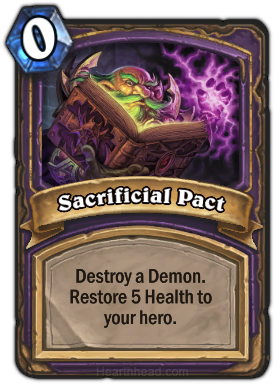 0
Sacrificial Pact
Destroy a Demon.
Restore 5 Health to
your hero.
Hearthhead.com